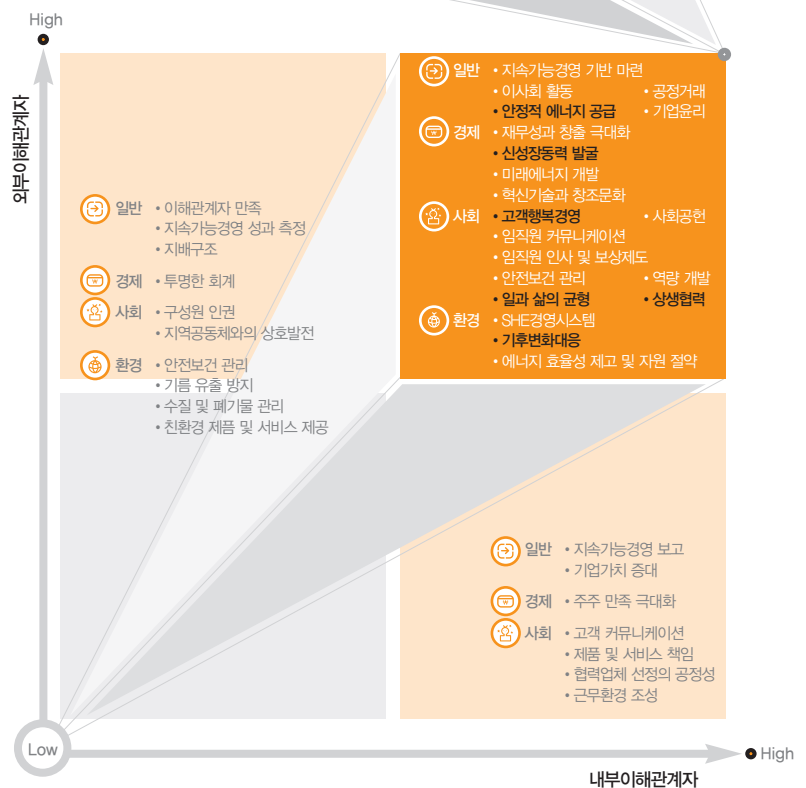 High
외부이해관계자
일반 • 지속가능경영 기반 마련
• 이사회 활동 • 공정거래
• 안정적 에너지 공급 • 기업윤리
경제 • 재무성과 창출 극대화
• 신성장동력 발굴
• 미래에너지 개발
• 혁신기술과 창조문화
사회 • 고객행복경영 • 사회공헌
• 임직원 커뮤니케이션
• 임직원 인사 및 보상제도
• 안전보건 관리 • 역량 개발
• 일과 삶의 균형 • 상생협력
환경 • SHE경영시스템
• 기후변화대응
• 에너지 효율성 제고 및 자원 절약
일반 • 이해관계자 만족
• 지속가능경영 성과 측정
• 지배구조
경제 • 투명한 회계
사회 • 구성원 인권
• 지역공동체와의 상호발전
환경 • 안전보건 관리
• 기름 유출 방지
• 수질 및 폐기물 관리
• 친환경 제품 및 서비스 제공
일반 • 지속가능경영 보고
• 기업가치 증대
경제 • 주주 만족 극대화
사회 • 고객 커뮤니케이션
• 제품 및 서비스 책임
• 협력업체 선정의 공정성
• 근무환경 조성
Low
High
내부이해관계자